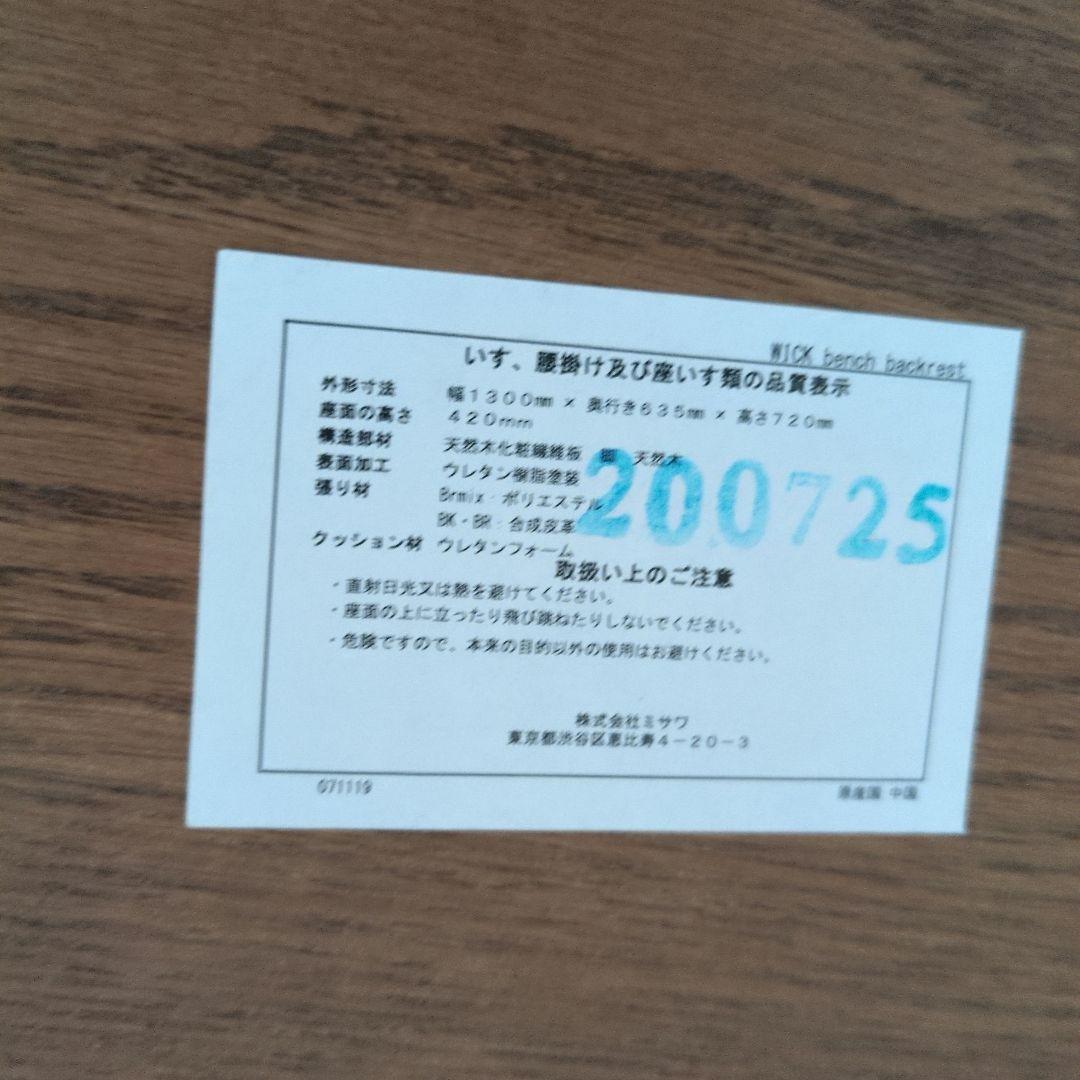 WICK bench backrest
いす、腰掛け及び座いす類の品質表示
外形寸法 幅1300mm × 奥行き635mm × 高さ720mm
座面の高さ 420mm
構造部材 天然木化粧繊維板 脚 天然木
表面加工 ウレタン樹脂塗装
張り材 Brmix:ポリエステル
BK・BR:合成皮革
200725
クッション材 ウレタンフォーム
取扱い上のご注意
・直射日光又は熱を避けてください。
・座面の上に立ったり飛び跳ねたりしないでください。
・危険ですので、本来の目的以外の使用はお避けください。
株式会社ミサワ
東京都渋谷区恵比寿4-20-3
071119 原産国 中国